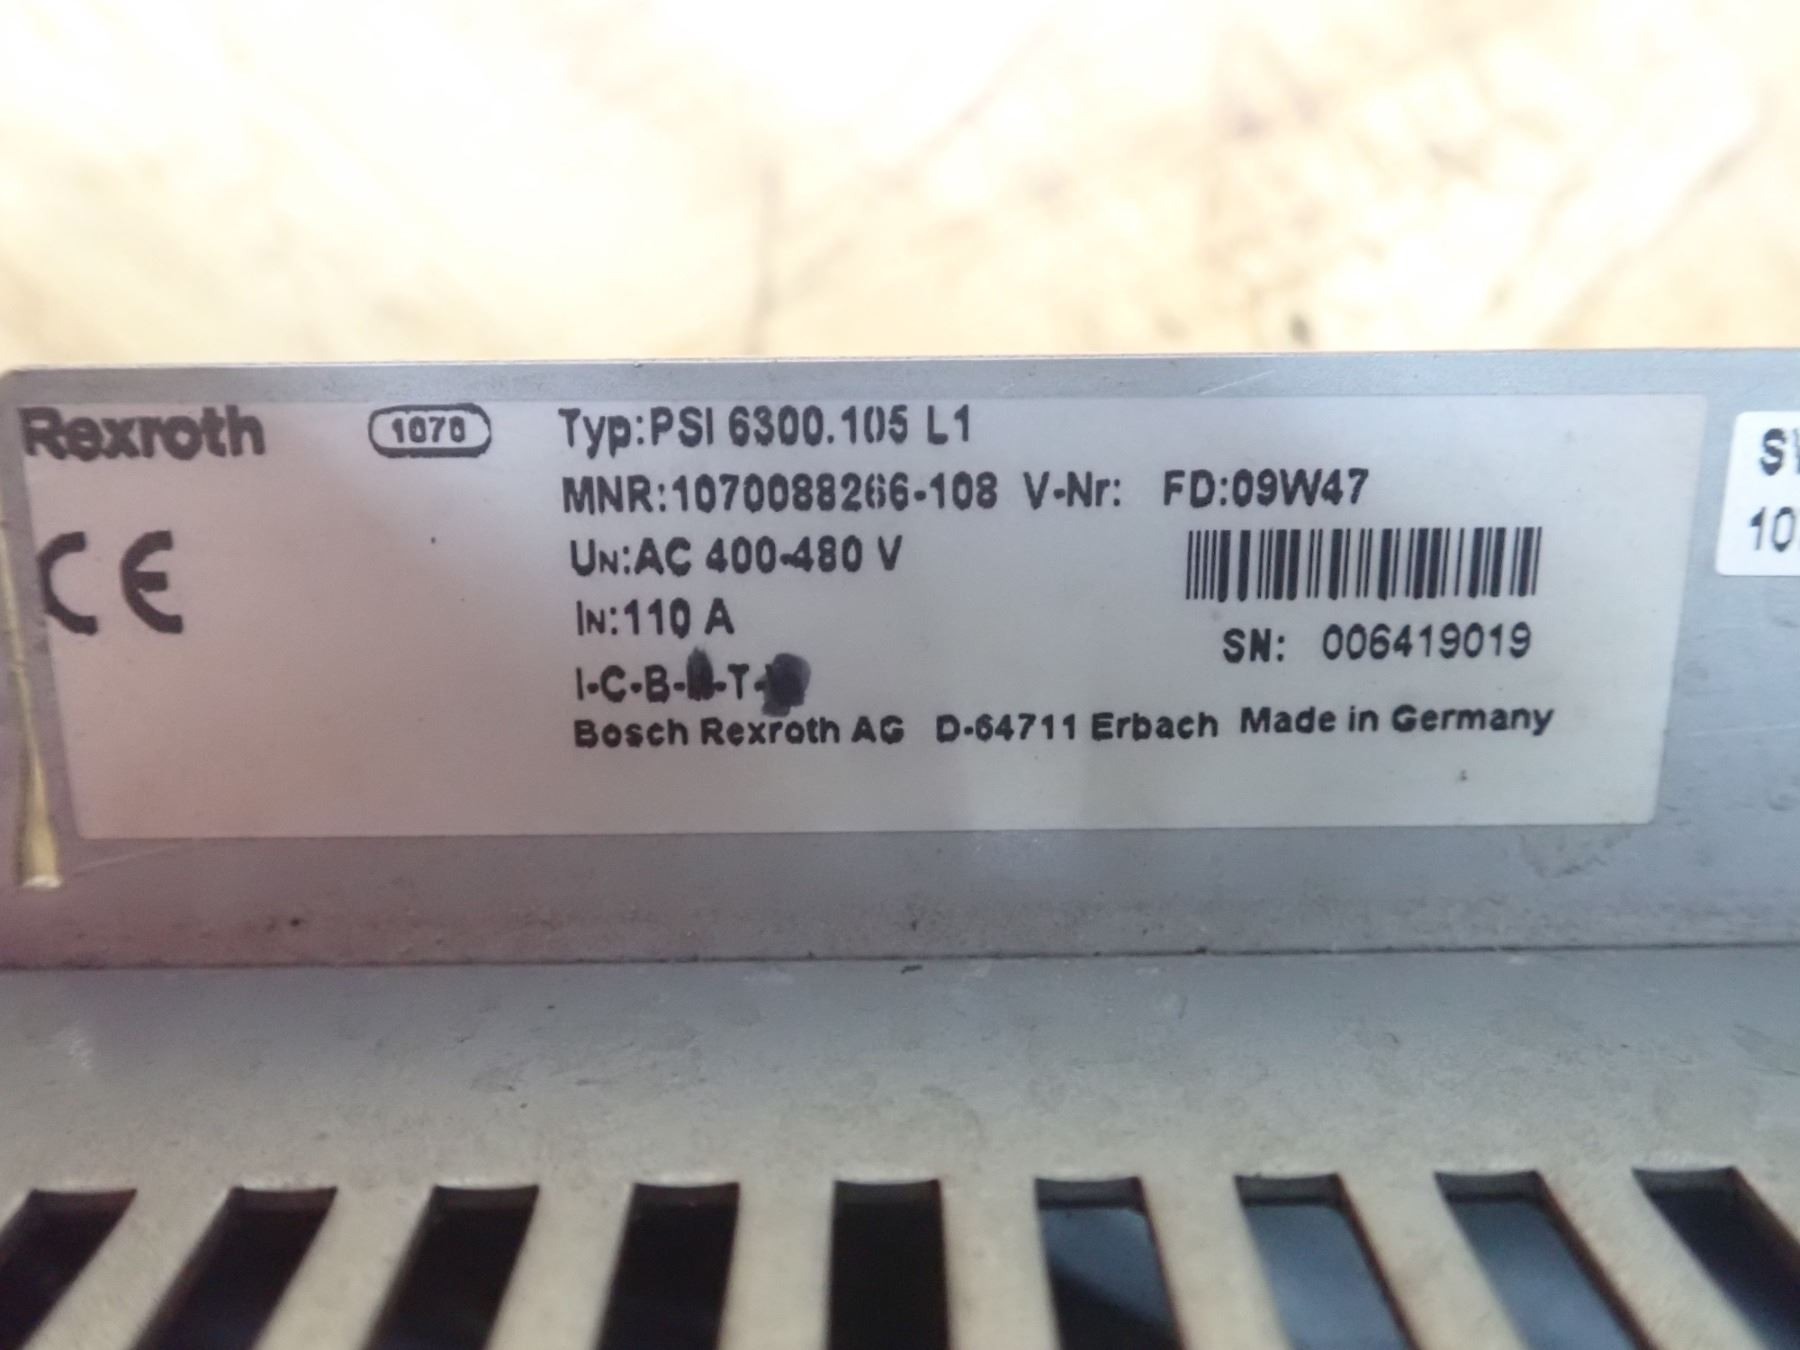 Rexroth 1070 Typ:PSI 6300.105 L1
MNR:1070088266-108 V-Nr: FD:09W47
CE
UN:AC 400-480 V
IN:110 A
SN: 006419019
I-C-B- -T-
Bosch Rexroth AG D-64711 Erbach Made in Germany